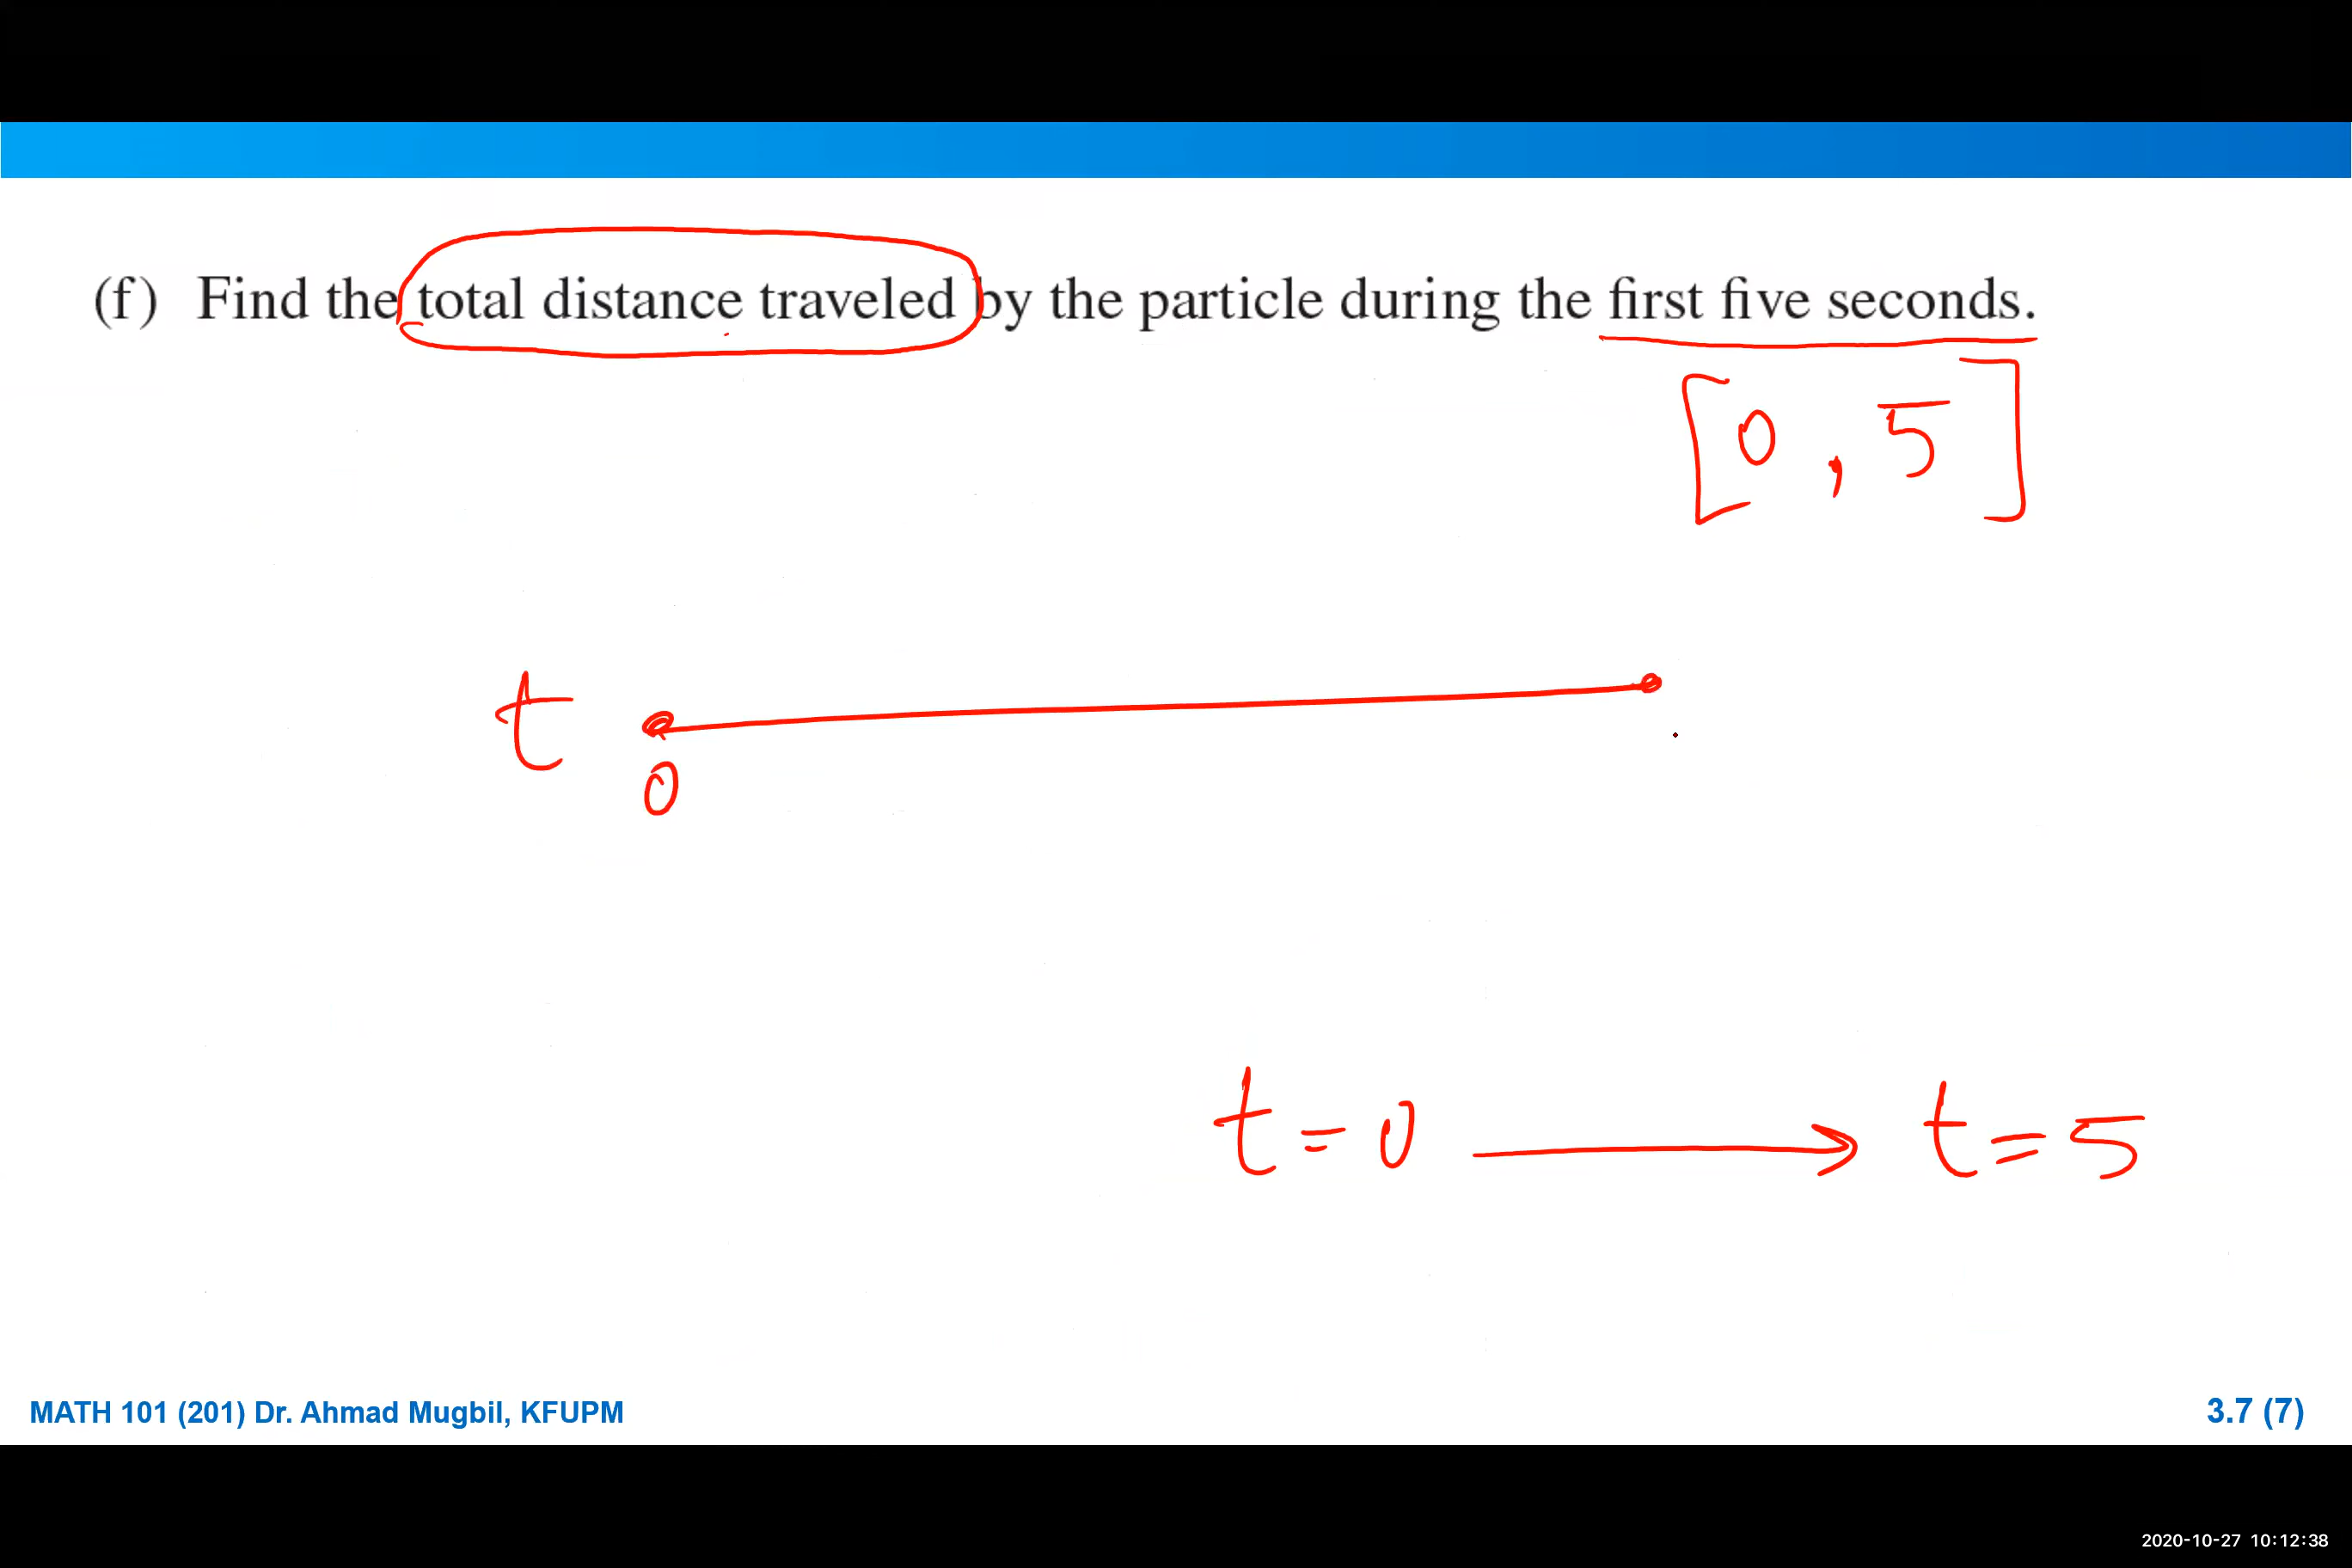 (f) Find the total distance traveled by the particle during the first five seconds.
[0, 5]
t
0
t = 0 → t = 5
MATH 101 (201) Dr. Ahmad Mugbil, KFUPM 3.7 (7)
2020-10-27 10:12:38